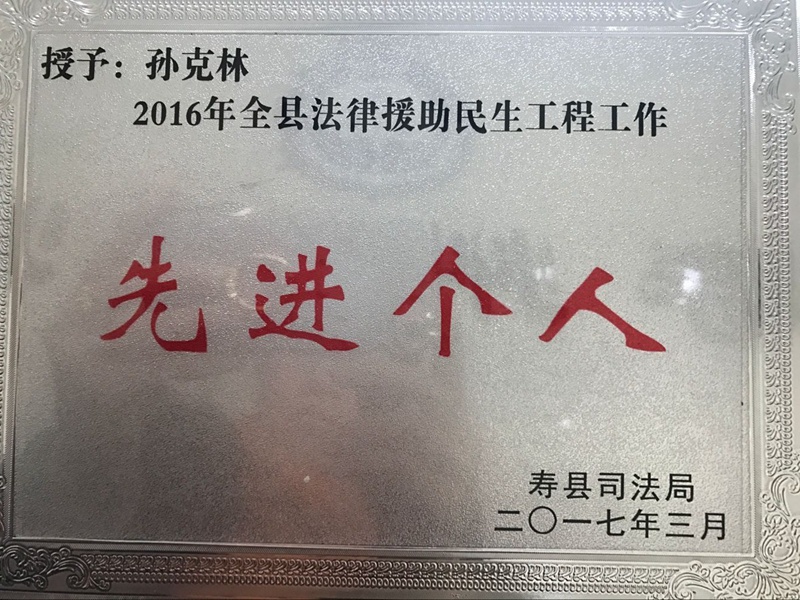 授予：孙克林
2016年全县法律援助民生工程工作
先进个人
寿县司法局
二〇一七年三月